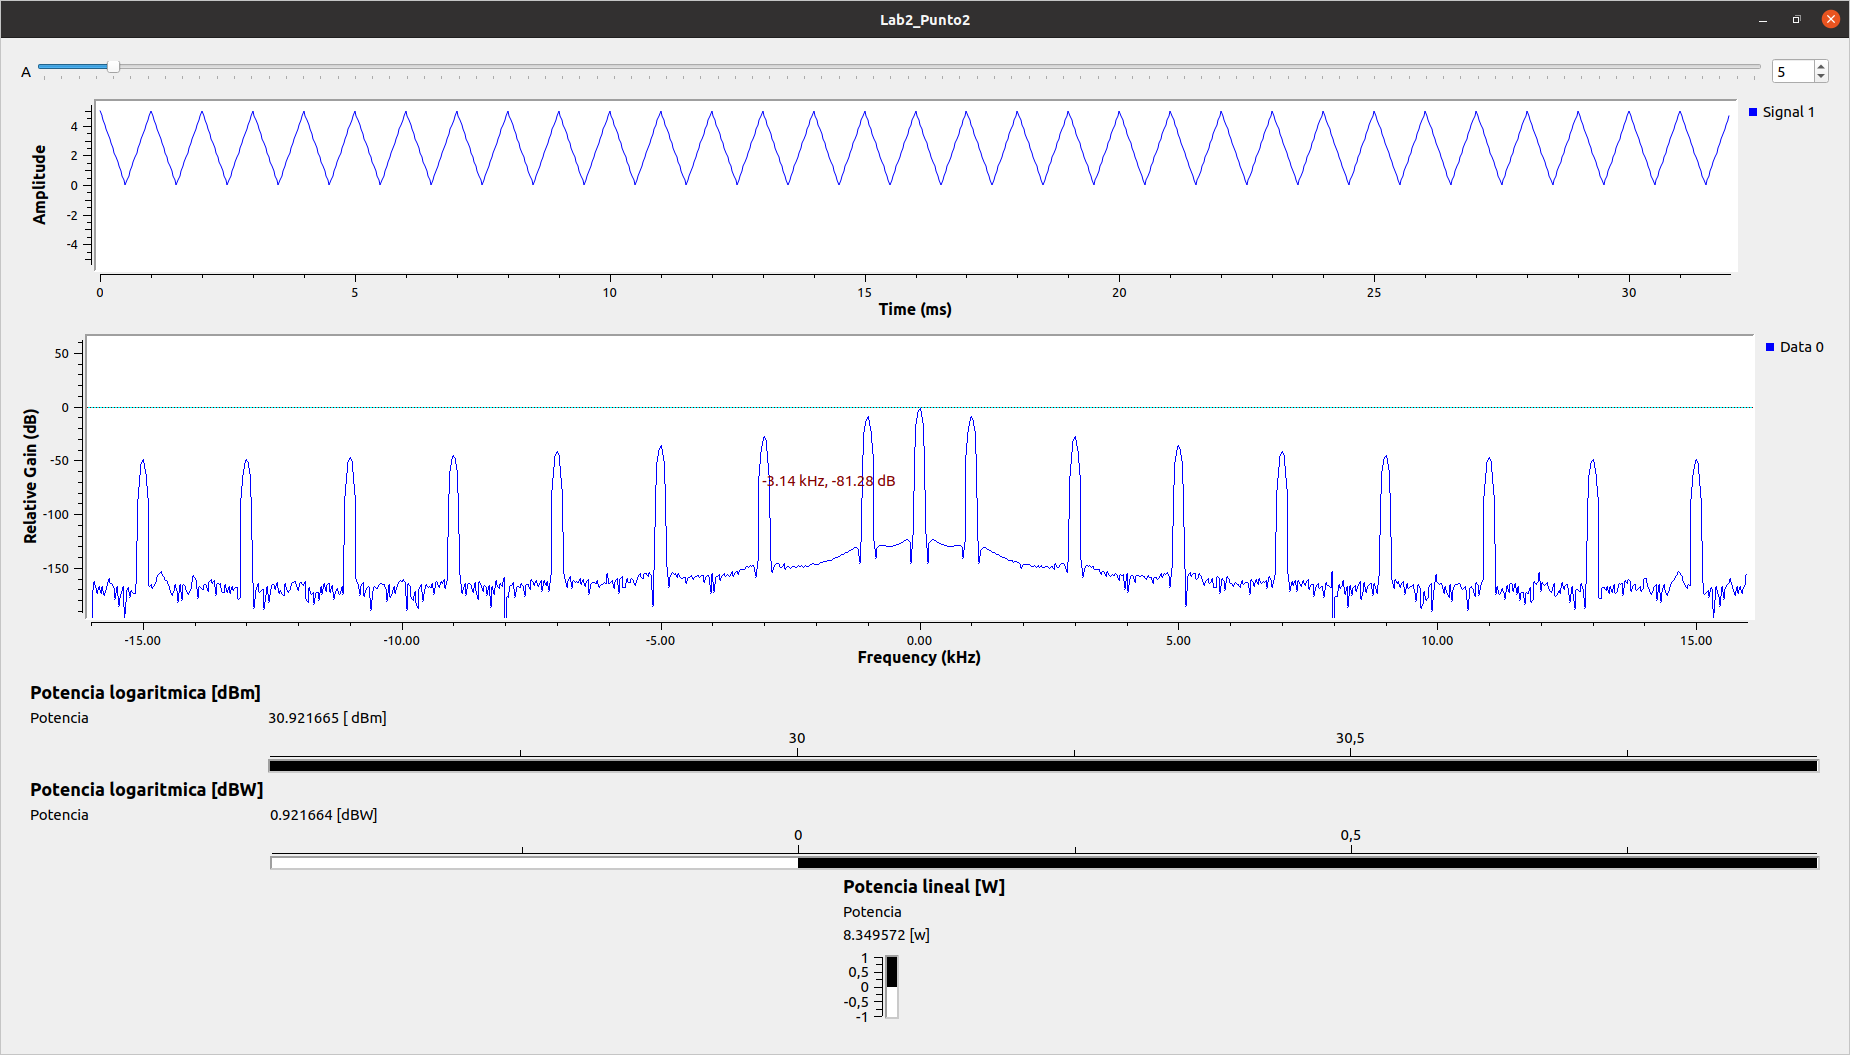 Lab2_Punto2
A
5
4
2
0
-2
-4
Amplitude
Signal 1
0 5 10 15 20 25 30
Time (ms)
50
0
-50
-100
-150
Relative Gain (dB)
Data 0
-3.14 kHz, -81.28 dB
-15.00 -10.00 -5.00 0.00 5.00 10.00 15.00
Frequency (kHz)
Potencia logaritmica [dBm]
Potencia 30.921665 [ dBm]
30 30,5
Potencia logaritmica [dBW]
Potencia 0.921664 [dBW]
0 0,5
Potencia lineal [W]
Potencia
8.349572 [w]
1
0,5
0
-0,5
-1